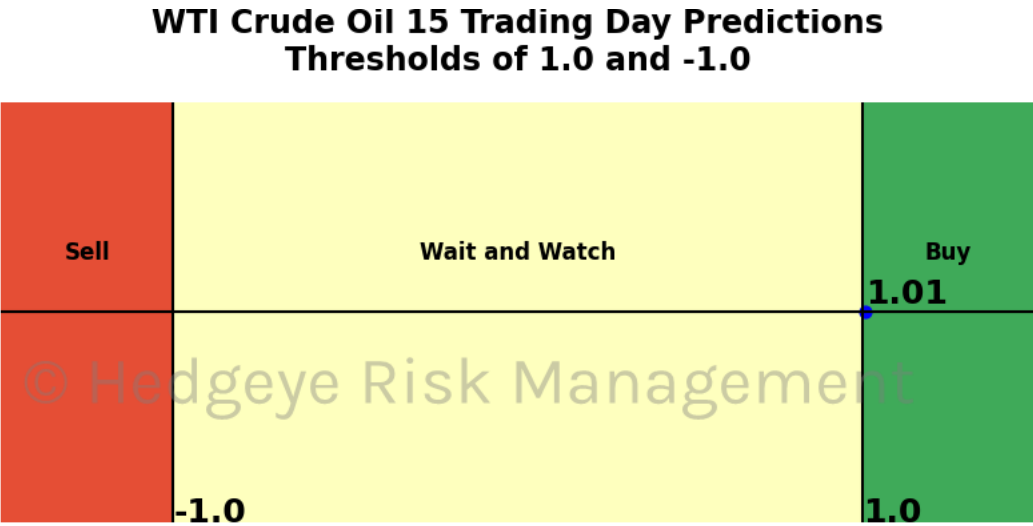 WTI Crude Oil 15 Trading Day Predictions
Thresholds of 1.0 and -1.0
Sell
Wait and Watch
Buy
1.01
© Hedgeye Risk Management
-1.0
1.0